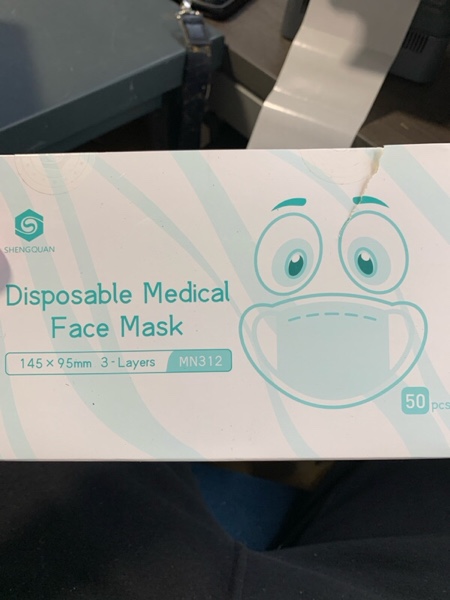 SHENGQUAN
Disposable Medical
Face Mask
145×95mm 3-Layers MN312
50 pcs